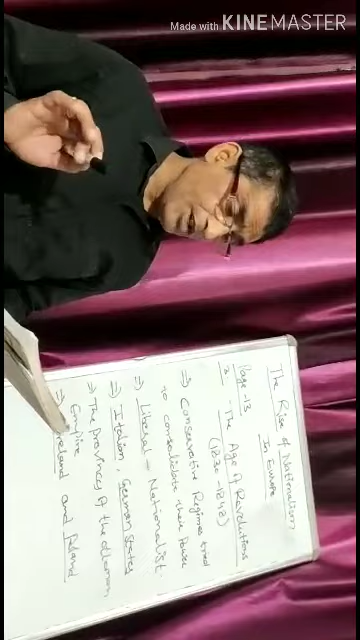 Made with KINEMASTER
The Rise of Nationalism
In Europe
Page-13
3 - The Age of Revolutions
(1830-1848)
⇒ Conservative Regimes tried
to consolidate their power
⇒ Liberal - Nationalist
⇒ Italian, German states
⇒ The provinces of the ottoman
Empire
⇒ Ireland and Poland